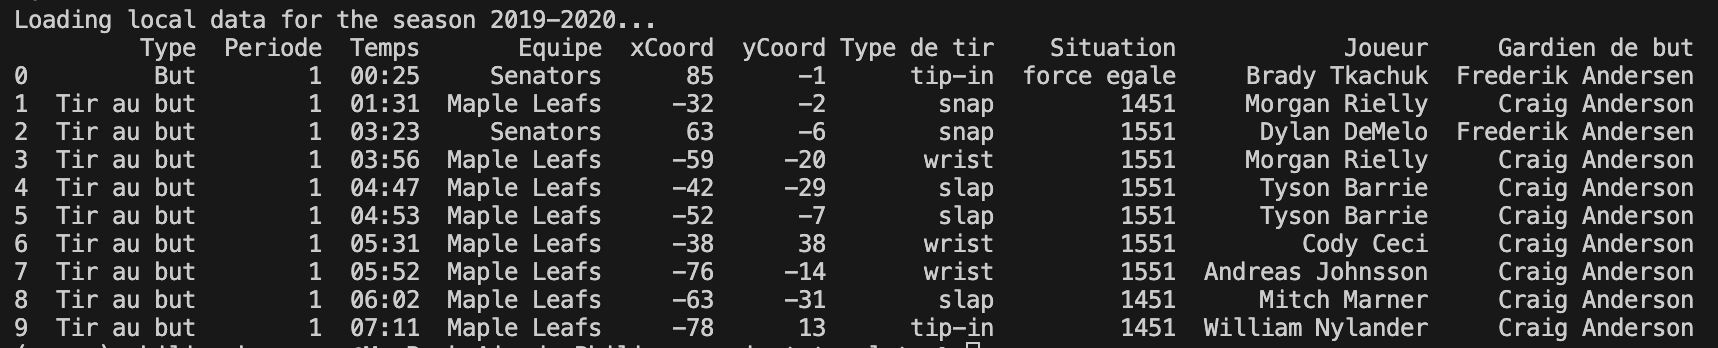 Loading local data for the season 2019-2020...
Type Periode Temps Equipe xCoord yCoord Type de tir Situation Joueur Gardien de but
0 But 1 00:25 Senators 85 -1 tip-in force egale Brady Tkachuk Frederik Andersen
1 Tir au but 1 01:31 Maple Leafs -32 -2 snap 1451 Morgan Rielly Craig Anderson
2 Tir au but 1 03:23 Senators 63 -6 snap 1551 Dylan DeMelo Frederik Andersen
3 Tir au but 1 03:56 Maple Leafs -59 -20 wrist 1551 Morgan Rielly Craig Anderson
4 Tir au but 1 04:47 Maple Leafs -42 -29 slap 1551 Tyson Barrie Craig Anderson
5 Tir au but 1 04:53 Maple Leafs -52 -7 slap 1551 Tyson Barrie Craig Anderson
6 Tir au but 1 05:31 Maple Leafs -38 38 wrist 1551 Cody Ceci Craig Anderson
7 Tir au but 1 05:52 Maple Leafs -76 -14 wrist 1551 Andreas Johnsson Craig Anderson
8 Tir au but 1 06:02 Maple Leafs -63 -31 slap 1451 Mitch Marner Craig Anderson
9 Tir au but 1 07:11 Maple Leafs -78 13 tip-in 1451 William Nylander Craig Anderson